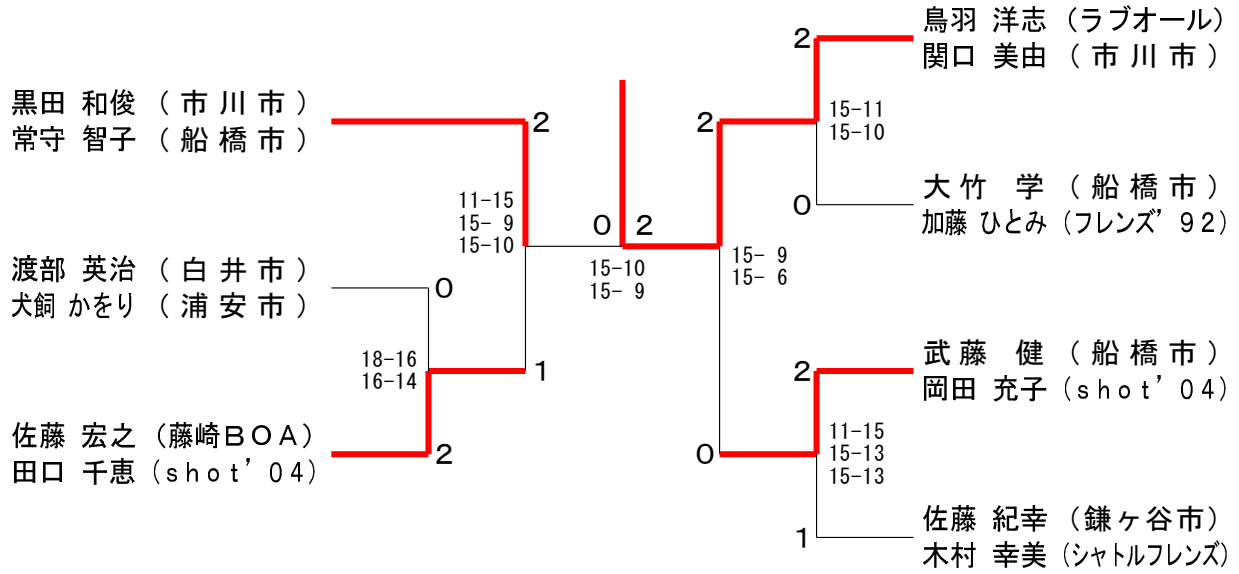 黒田 和俊 (市川市)
常守 智子 (船橋市)
2
11-15
15- 9
15-10
渡部 英治 (白井市)
犬飼 かをり (浦安市)
0
18-16
16-14
1
佐藤 宏之 (藤崎BOA)
田口 千恵 (shot’04)
2
0 2
15-10
15- 9
鳥羽 洋志 (ラブオール)
関口 美由 (市川市)
2
15-11
15-10
2
大竹 学 (船橋市)
加藤 ひとみ (フレンズ’92)
0
15- 9
15- 6
武藤 健 (船橋市)
岡田 充子 (shot’04)
2
11-15
15-13
15-13
0
佐藤 紀幸 (鎌ヶ谷市)
木村 幸美 (シャトルフレンズ)
1